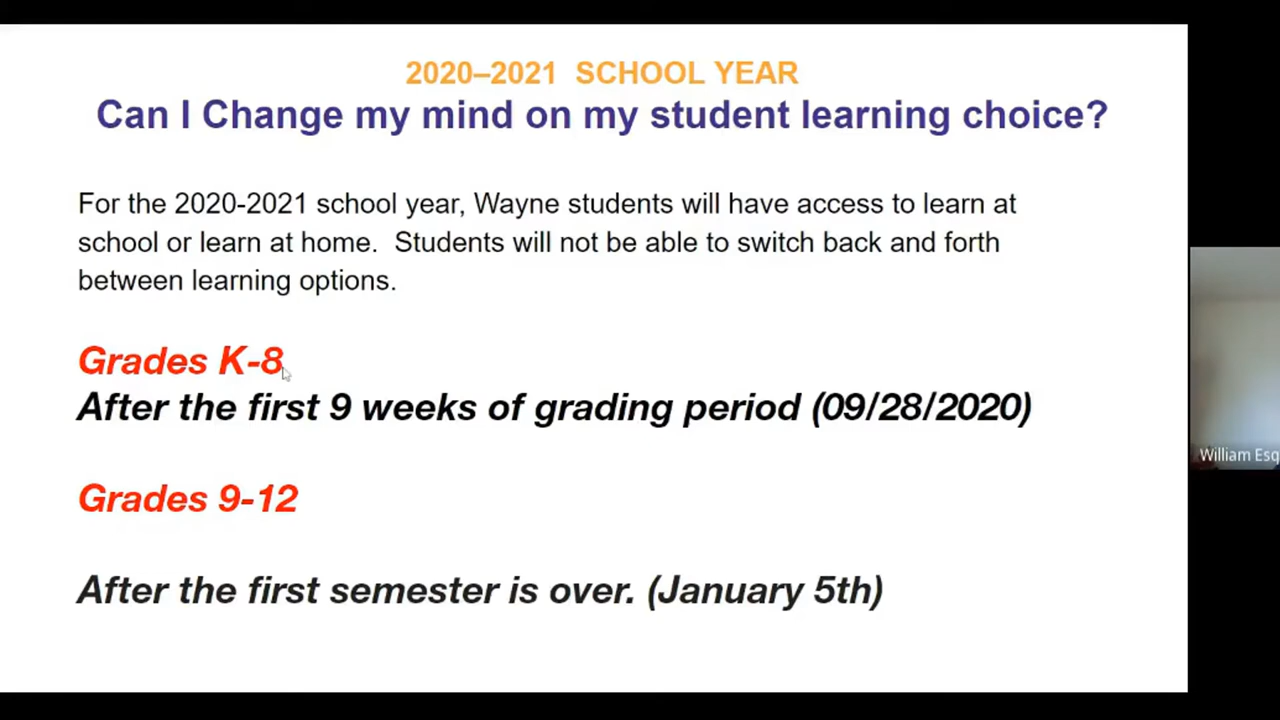 2020–2021 SCHOOL YEAR
Can I Change my mind on my student learning choice?
For the 2020-2021 school year, Wayne students will have access to learn at
school or learn at home. Students will not be able to switch back and forth
between learning options.
Grades K-8
After the first 9 weeks of grading period (09/28/2020)
William Esq
Grades 9-12
After the first semester is over. (January 5th)